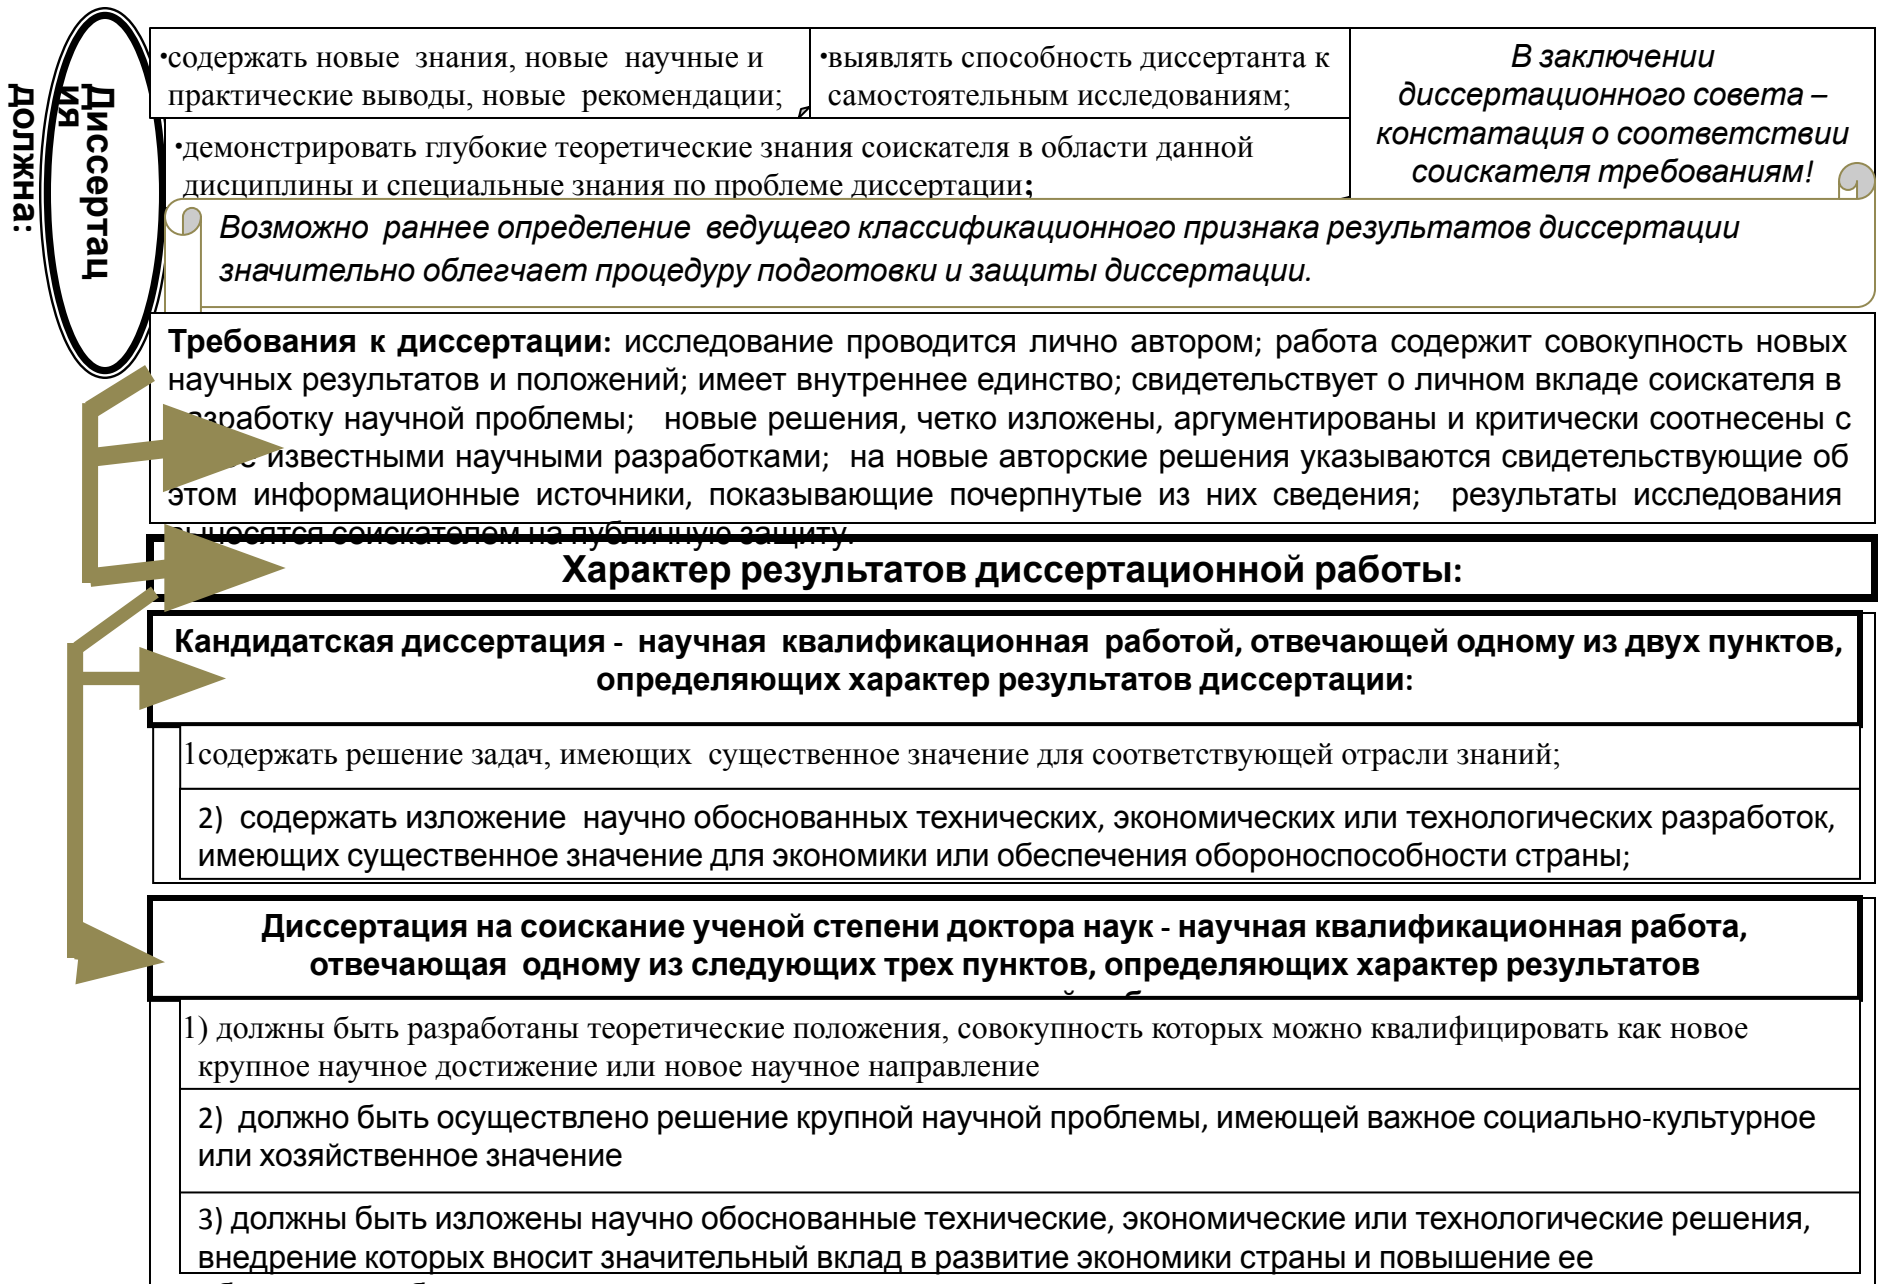 Диссертац
ия
должна:
•содержать новые знания, новые научные и
практические выводы, новые рекомендации;
•выявлять способность диссертанта к
самостоятельным исследованиям;
В заключении
диссертационного совета –
констатация о соответствии
соискателя требованиям!
•демонстрировать глубокие теоретические знания соискателя в области данной
дисциплины и специальные знания по проблеме диссертации;
Возможно раннее определение ведущего классификационного признака результатов диссертации
значительно облегчает процедуру подготовки и защиты диссертации.
Требования к диссертации: исследование проводится лично автором; работа содержит совокупность новых
научных результатов и положений; имеет внутреннее единство; свидетельствует о личном вкладе соискателя в
разработку научной проблемы; новые решения, четко изложены, аргументированы и критически соотнесены с
известными научными разработками; на новые авторские решения указываются свидетельствующие об
этом информационные источники, показывающие почерпнутые из них сведения; результаты исследования
выносятся соискателем на публичную защиту.
Характер результатов диссертационной работы:
Кандидатская диссертация - научная квалификационная работой, отвечающей одному из двух пунктов,
определяющих характер результатов диссертации:
1содержать решение задач, имеющих существенное значение для соответствующей отрасли знаний;
2) содержать изложение научно обоснованных технических, экономических или технологических разработок,
имеющих существенное значение для экономики или обеспечения обороноспособности страны;
Диссертация на соискание ученой степени доктора наук - научная квалификационная работа,
отвечающая одному из следующих трех пунктов, определяющих характер результатов
1) должны быть разработаны теоретические положения, совокупность которых можно квалифицировать как новое
крупное научное достижение или новое научное направление
2) должно быть осуществлено решение крупной научной проблемы, имеющей важное социально-культурное
или хозяйственное значение
3) должны быть изложены научно обоснованные технические, экономические или технологические решения,
внедрение которых вносит значительный вклад в развитие экономики страны и повышение ее